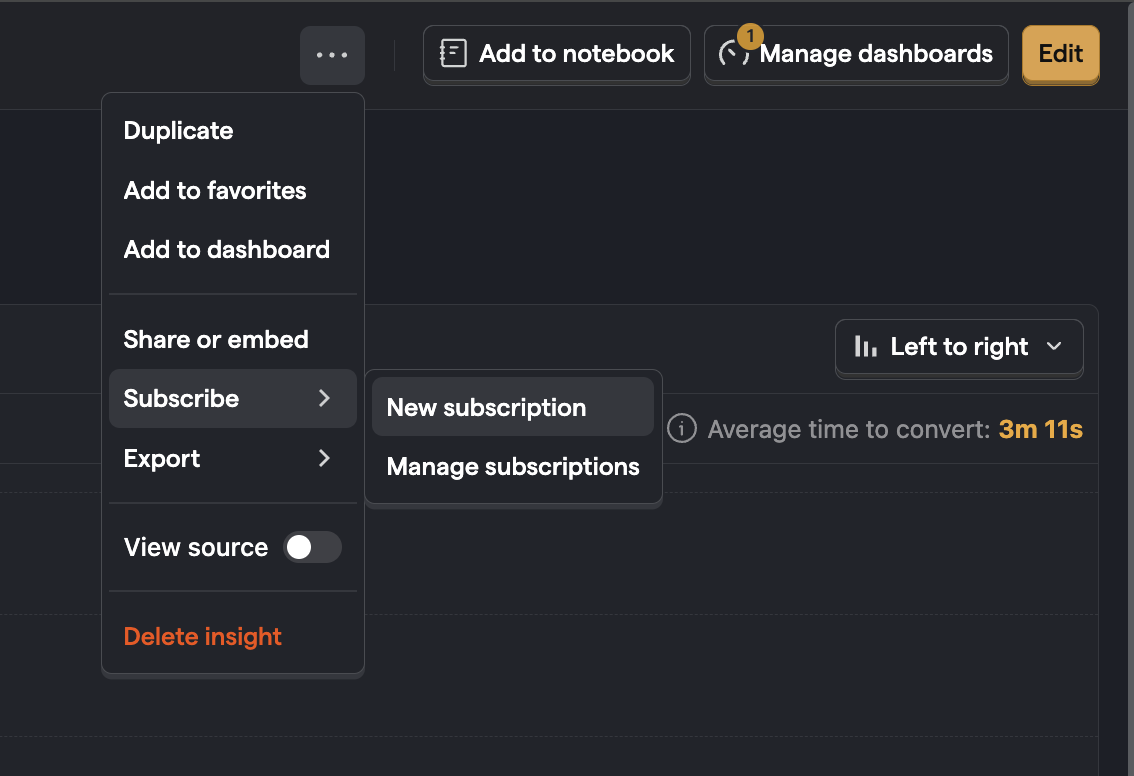 Add to notebook
1
Manage dashboards
Edit
Duplicate
Add to favorites
Add to dashboard
Share or embed
Left to right
Subscribe
New subscription
Average time to convert: 3m 11s
Export
Manage subscriptions
View source
Delete insight